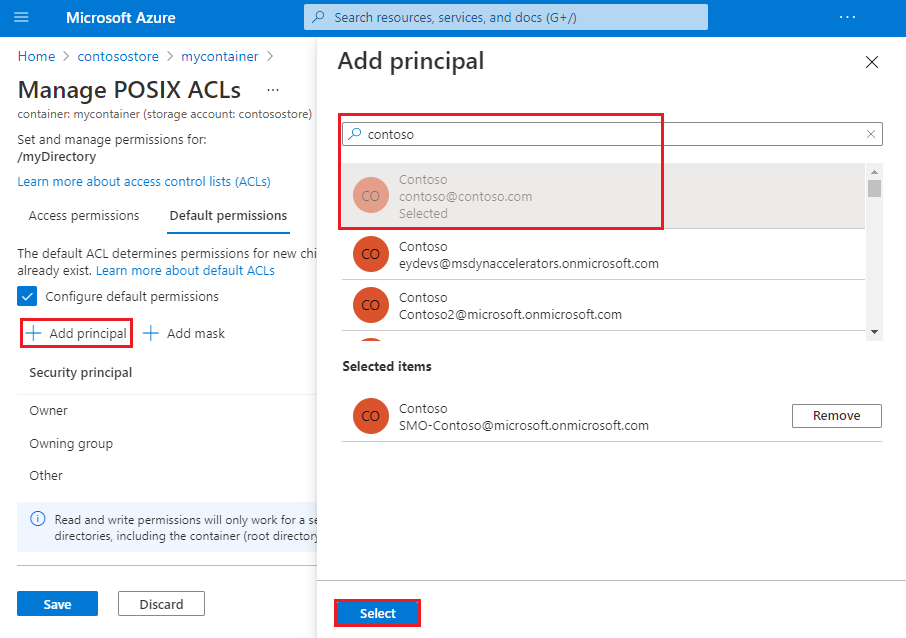 Microsoft Azure
Search resources, services, and docs (G+/)
...
Home > contosostore > mycontainer >
Manage POSIX ACLs ...
container: mycontainer (storage account: contosostore)
Set and manage permissions for:
/myDirectory
Learn more about access control lists (ACLs)
Access permissions Default permissions
The default ACL determines permissions for new chi
already exist. Learn more about default ACLs
Configure default permissions
+ Add principal + Add mask
Security principal
Owner
Owning group
Other
Read and write permissions will only work for a se
directories, including the container (root directory
Save Discard
Add principal
contoso
CO
Contoso
contoso@contoso.com
Selected
CO
Contoso
eydevs@msdynaccelerators.onmicrosoft.com
CO
Contoso
Contoso2@microsoft.onmicrosoft.com
Selected items
CO
Contoso
SMO-Contoso@microsoft.onmicrosoft.com
Remove
Select